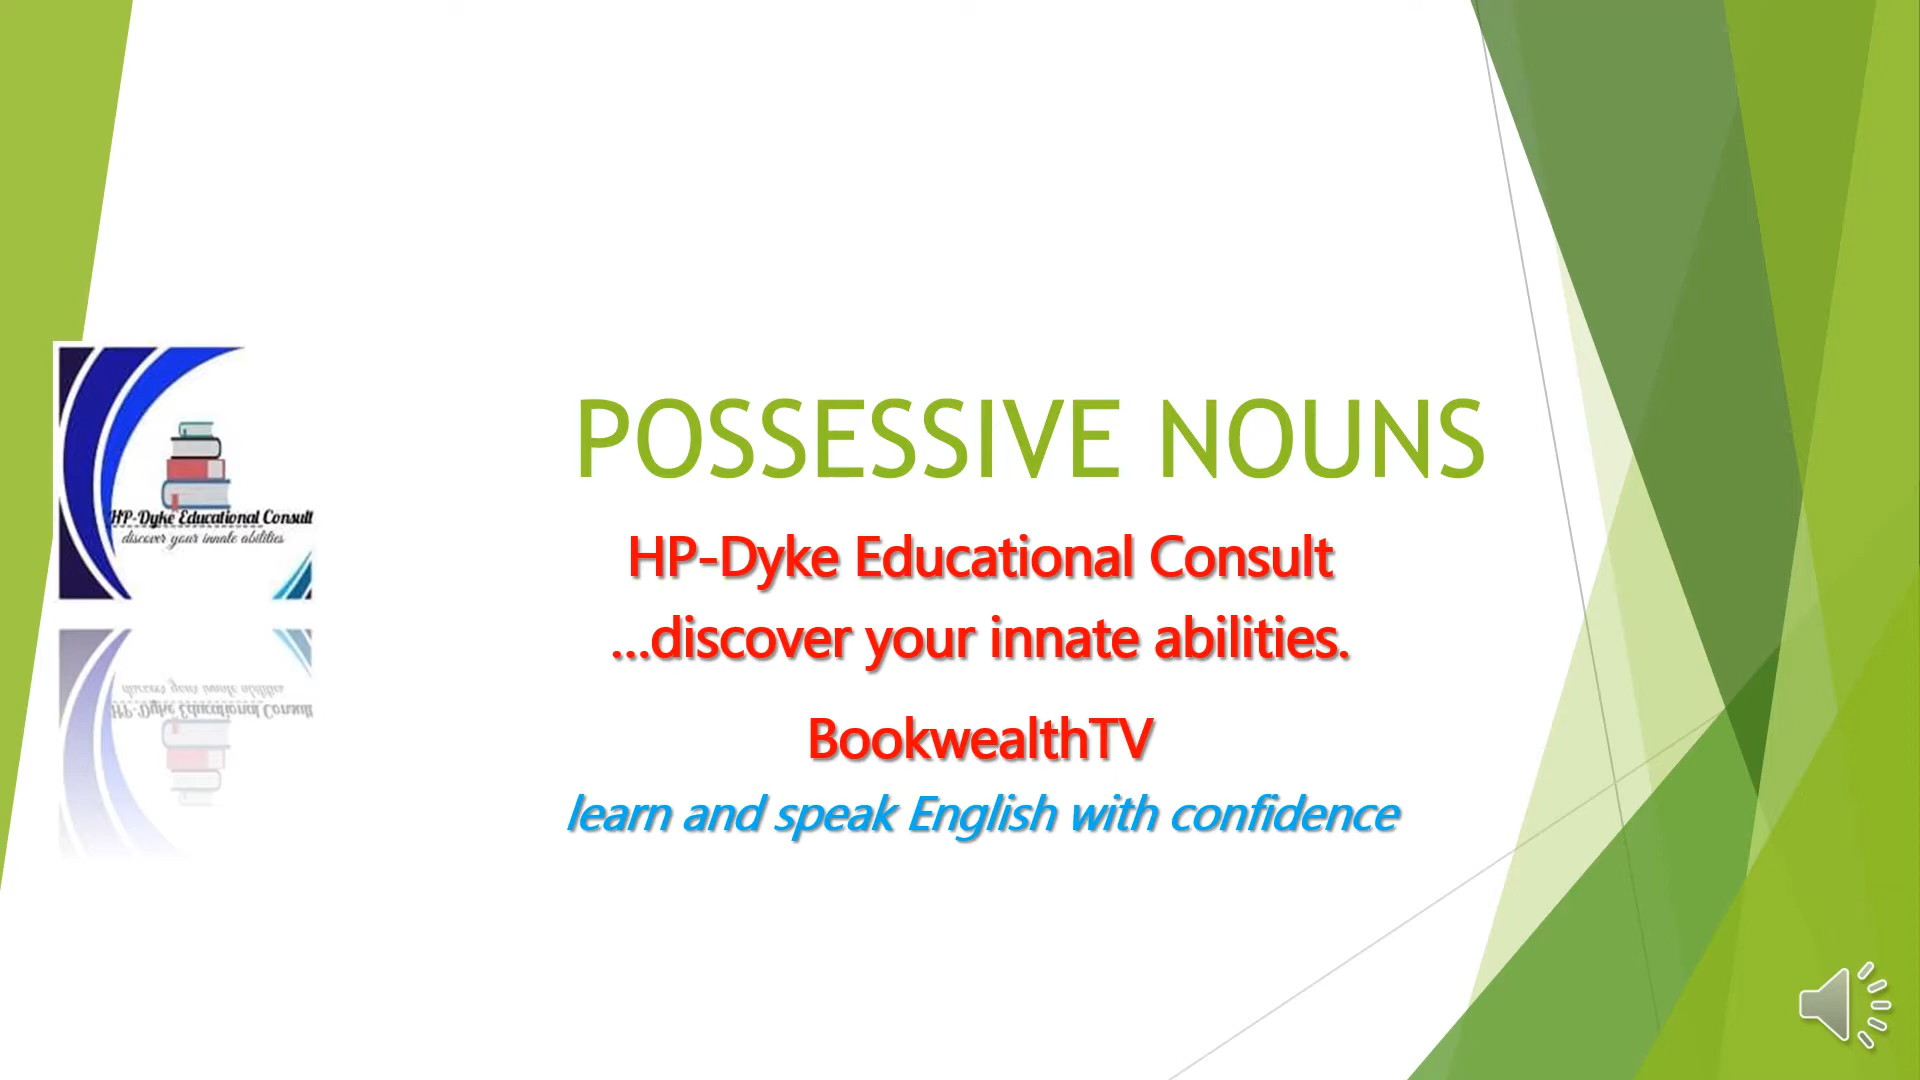 POSSESSIVE NOUNS
HP-Dyke Educational Consult
discover your innate abilities
HP-Dyke Educational Consult
...discover your innate abilities.
BookwealthTV
learn and speak English with confidence